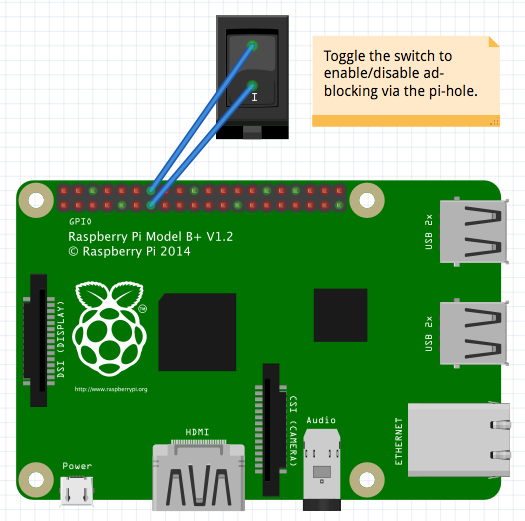 Toggle the switch to
enable/disable ad-
blocking via the pi-hole.
I
GPIO
Raspberry Pi Model B+ V1.2
© Raspberry Pi 2014
USB 2x
USB 2x
DSI (DISPLAY)
TM
http://www.raspberrypi.org
HDMI
CSI (CAMERA)
Audio
ETHERNET
Power